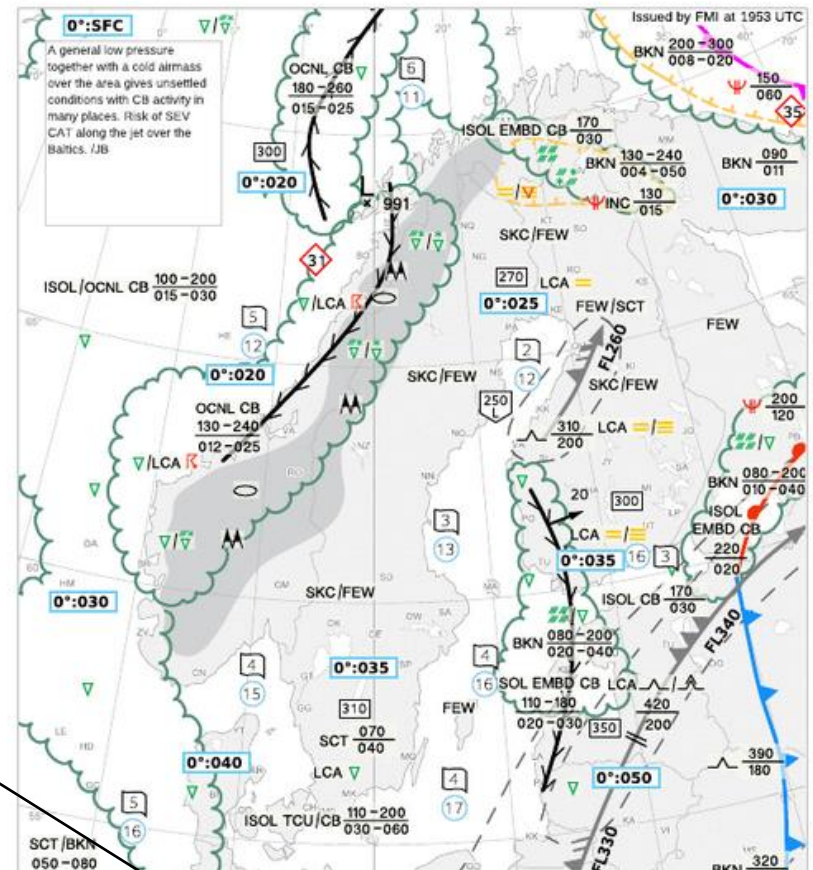 0°:SFC
Issued by FMI at 1953 UTC
A general low pressure
together with a cold airmass
over the area gives unsettled
conditions with CB activity in
many places. Risk of SEV
CAT along the jet over the
Baltics. /JB
BKN 200-300
008-020
OCNL CB
180-260
015-025
6
11
150
060
35
ISOL EMBD CB 170
030
300
BKN 130-240
004-050
BKN 090
011
0°:020
L
× 991
INC 130
015
0°:030
SKC/FEW
31
270
LCA
ISOL/OCNL CB 100-200
015-030
/LCA
0°:025
FEW/SCT
5
12
FEW
FL260
2
12
0°:020
SKC/FEW
SKC/FEW
250
L
200
120
OCNL CB
130-240
012-025
310
200
LCA
/LCA
BKN 080-200
010-040
20
300
ISOL
EMBD CB
220
020
3
13
LCA
0°:035
16
3
0°:030
SKC/FEW
ISOL CB 170
030
FL340
BKN 080-200
020-040
4
15
0°:035
4
16
SOL EMBD CB
LCA
110-180
020-030
420
200
310
FEW
350
SCT 070
040
0°:040
LCA
0°:050
390
180
4
17
5
16
ISOL TCU/CB 110-200
030-060
SCT/BKN
050-080
FL330
BKN 320